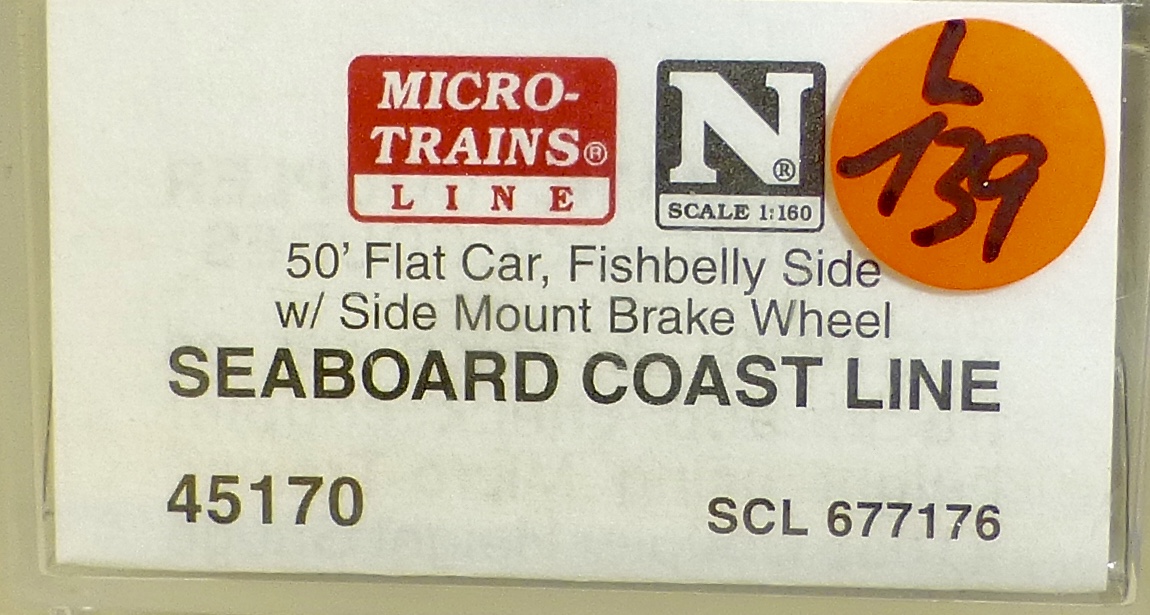 MICRO-
TRAINS®
LINE
N®
SCALE 1:160
L
139
50' Flat Car, Fishbelly Side
w/ Side Mount Brake Wheel
SEABOARD COAST LINE
45170
SCL 677176